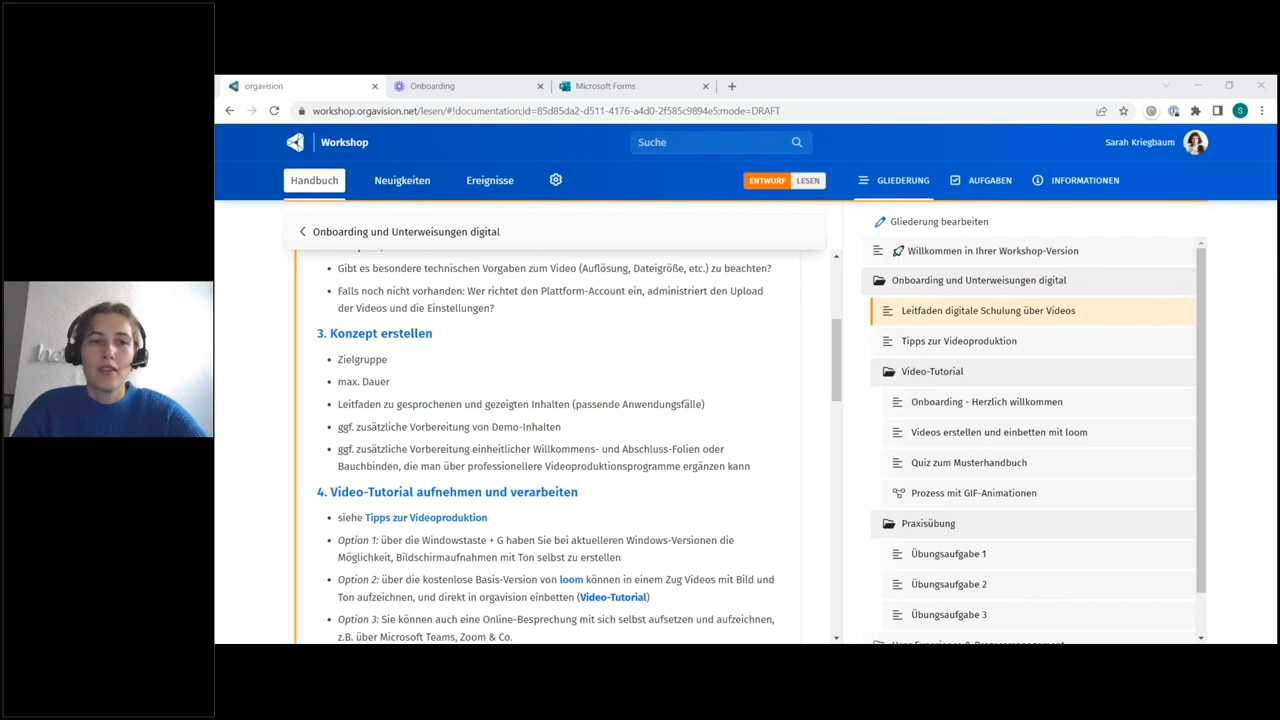 orgavision
Onboarding
Microsoft Forms
workshop.orgavision.net/lesen/#!documentation;id=85d85da2-d511-4176-a4d0-2f585c9894e5;mode=DRAFT
S
Workshop
Suche
Sarah Kriegbaum
Handbuch
Neuigkeiten
Ereignisse
ENTWURF LESEN
GLIEDERUNG
AUFGABEN
INFORMATIONEN
Onboarding und Unterweisungen digital
• Gibt es besondere technischen Vorgaben zum Video (Auflösung, Dateigröße, etc.) zu beachten?
• Falls noch nicht vorhanden: Wer richtet den Plattform-Account ein, administriert den Upload
der Videos und die Einstellungen?
3. Konzept erstellen
• Zielgruppe
• max. Dauer
• Leitfaden zu gesprochenen und gezeigten Inhalten (passende Anwendungsfälle)
• ggf. zusätzliche Vorbereitung von Demo-Inhalten
• ggf. zusätzliche Vorbereitung einheitlicher Willkommens- und Abschluss-Folien oder
Bauchbinden, die man über professionellere Videoproduktionsprogramme ergänzen kann
4. Video-Tutorial aufnehmen und verarbeiten
• siehe Tipps zur Videoproduktion
• Option 1: über die Windowstaste + G haben Sie bei aktuelleren Windows-Versionen die
Möglichkeit, Bildschirmaufnahmen mit Ton selbst zu erstellen
• Option 2: über die kostenlose Basis-Version von loom können in einem Zug Videos mit Bild und
Ton aufzeichnen, und direkt in orgavision einbetten (Video-Tutorial)
• Option 3: Sie können auch eine Online-Besprechung mit sich selbst aufsetzen und aufzeichnen,
z.B. über Microsoft Teams, Zoom & Co.
Gliederung bearbeiten
Willkommen in Ihrer Workshop-Version
Onboarding und Unterweisungen digital
Leitfaden digitale Schulung über Videos
Tipps zur Videoproduktion
Video-Tutorial
Onboarding - Herzlich willkommen
Videos erstellen und einbetten mit loom
Quiz zum Musterhandbuch
Prozess mit GIF-Animationen
Praxisübung
Übungsaufgabe 1
Übungsaufgabe 2
Übungsaufgabe 3